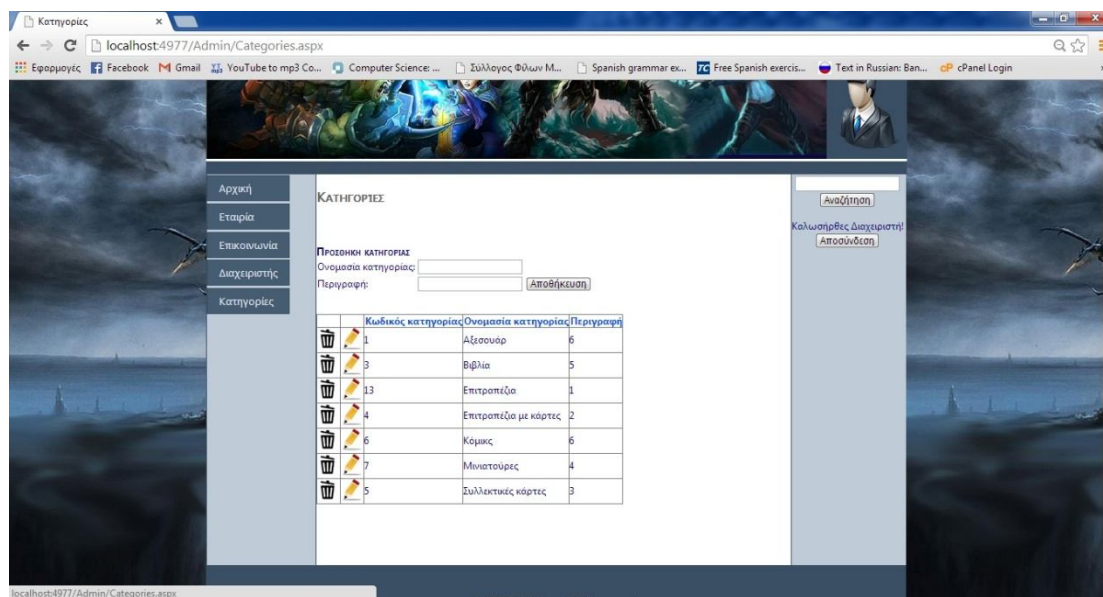 Κατηγορίες
localhost:4977/Admin/Categories.aspx
Εφαρμογές Facebook Gmail YouTube to mp3 Co... Computer Science: ... Σύλλογος Φίλων Μ... Spanish grammar ex... TC Free Spanish exercis... Text in Russian: Ban... cP cPanel Login
Αρχική
Εταιρία
Επικοινωνία
Διαχειριστής
Κατηγορίες
Κατηγορίες
Προσθηκη κατηγοριας
Ονομασία κατηγορίας:
Περιγραφή: Αποθήκευση
Κωδικός κατηγορίας Ονομασία κατηγορίας Περιγραφή
1 Αξεσουάρ 6
3 Βιβλία 5
13 Επιτραπέζια 1
4 Επιτραπέζια με κάρτες 2
6 Κόμικς 6
7 Μινιατούρες 4
5 Συλλεκτικές κάρτες 3
Αναζήτηση
Καλωσήρθες Διαχειριστή!
Αποσύνδεση
localhost:4977/Admin/Categories.aspx